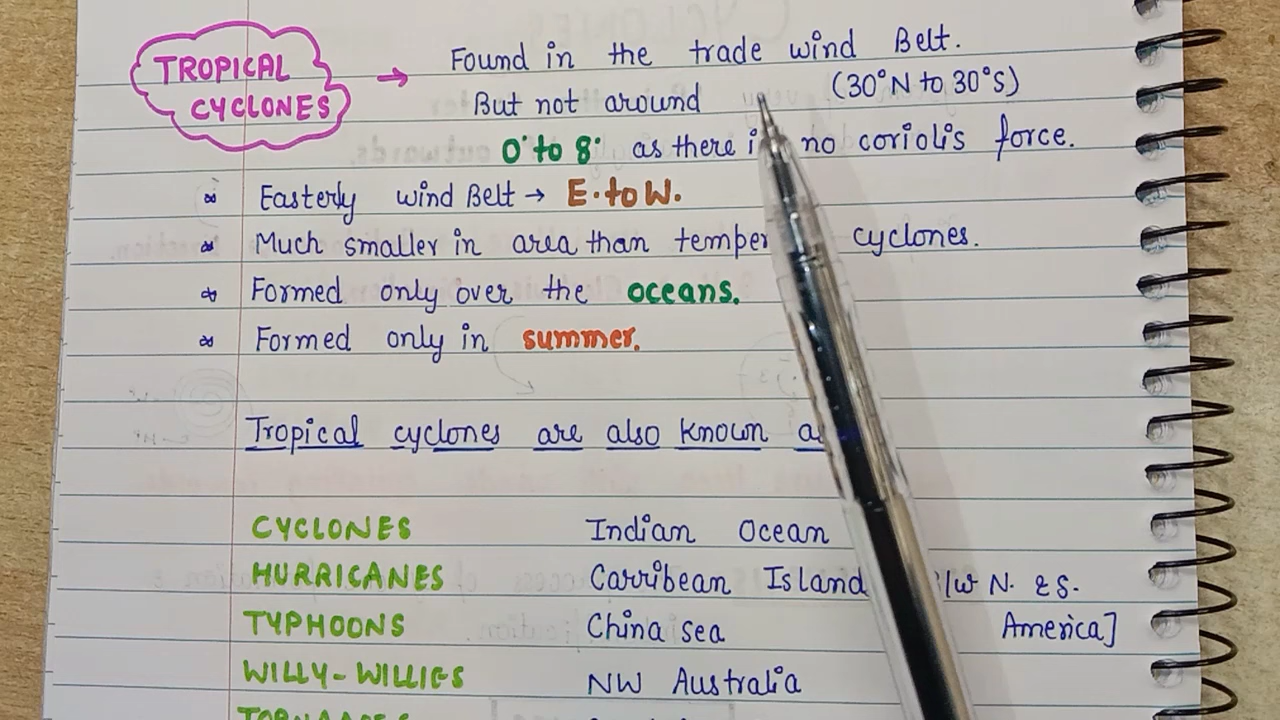 TROPICAL
CYCLONES
→ Found in the trade wind Belt.
But not around (30°N to 30°S)
0° to 8° as there no coriolis force.
Easterly wind Belt → E. to W.
Much smaller in area than cyclones.
Formed only over the oceans.
Formed only in summer.
Tropical cyclones are also known
CYCLONES Indian Ocean
HURRICANES Carribean Island N. & S.
TYPHOONS China sea America]
WILLY-WILLIES NW Australia